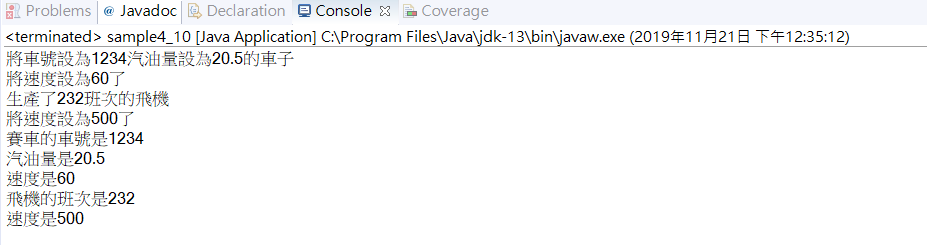 Problems @ Javadoc Declaration Console Coverage
<terminated> sample4_10 [Java Application] C:\Program Files\Java\jdk-13\bin\javaw.exe (2019年11月21日 下午12:35:12)
將車號設為1234汽油量設為20.5的車子
將速度設為60了
生產了232班次的飛機
將速度設為500了
賽車的車號是1234
汽油量是20.5
速度是60
飛機的班次是232
速度是500